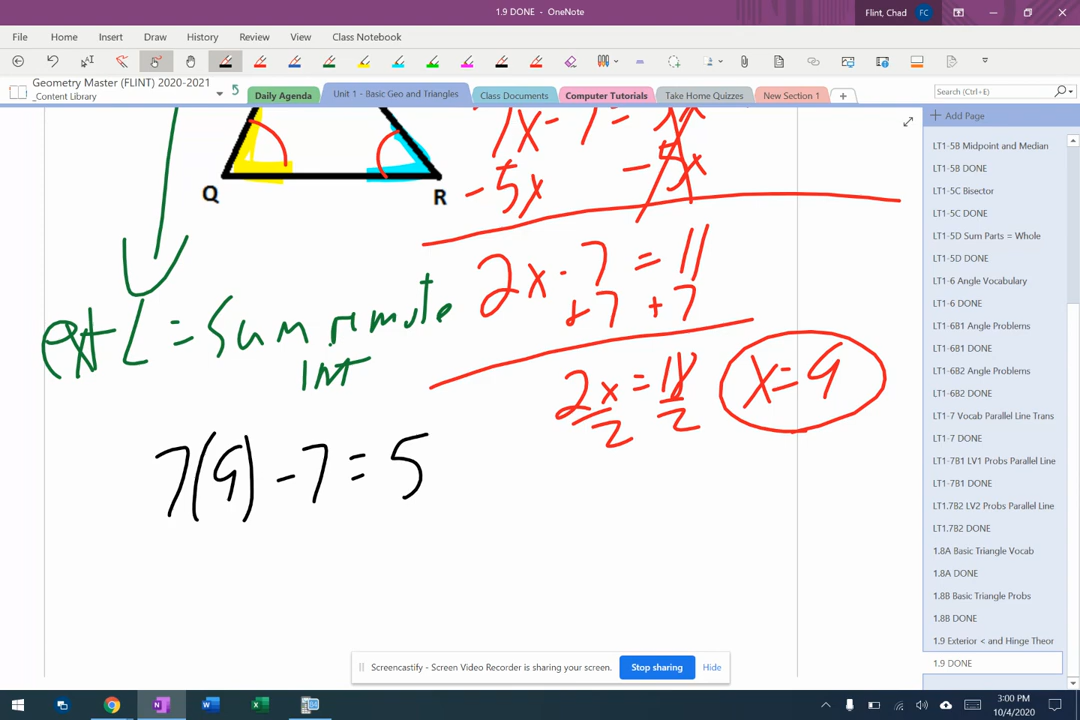 1.9 DONE - OneNote
Flint, Chad FC
File Home Insert Draw History Review View Class Notebook
Geometry Master (FLINT) 2020-2021
_Content Library
Daily Agenda
Unit 1 - Basic Geo and Triangles
Class Documents
Computer Tutorials
Take Home Quizzes
New Section 1
Search (Ctrl+E)
Add Page
LT1-5B Midpoint and Median
LT1-5B DONE
LT1-5C Bisector
LT1-5C DONE
LT1-5D Sum Parts = Whole
LT1-5D DONE
LT1-6 Angle Vocabulary
LT1-6 DONE
LT1-6B1 Angle Problems
LT1-6B1 DONE
LT1-6B2 Angle Problems
LT1-6B2 DONE
LT1-7 Vocab Parallel Line Trans
LT1-7 DONE
LT1-7B1 LV1 Probs Parallel Line
LT1-7B1 DONE
LT1.7B2 LV2 Probs Parallel Line
LT1.7B2 DONE
1.8A Basic Triangle Vocab
1.8A DONE
1.8B Basic Triangle Probs
1.8B DONE
1.9 Exterior < and Hinge Theor
1.9 DONE
Q R
7x - 7 =
-5x -5x
2x - 7 = 11
+7 +7
2x = 18
2 2
x = 9
ext ∠ = Sum remote
Int
7(9) - 7 = 5
Screencastify - Screen Video Recorder is sharing your screen.
Stop sharing
Hide
3:00 PM
10/4/2020